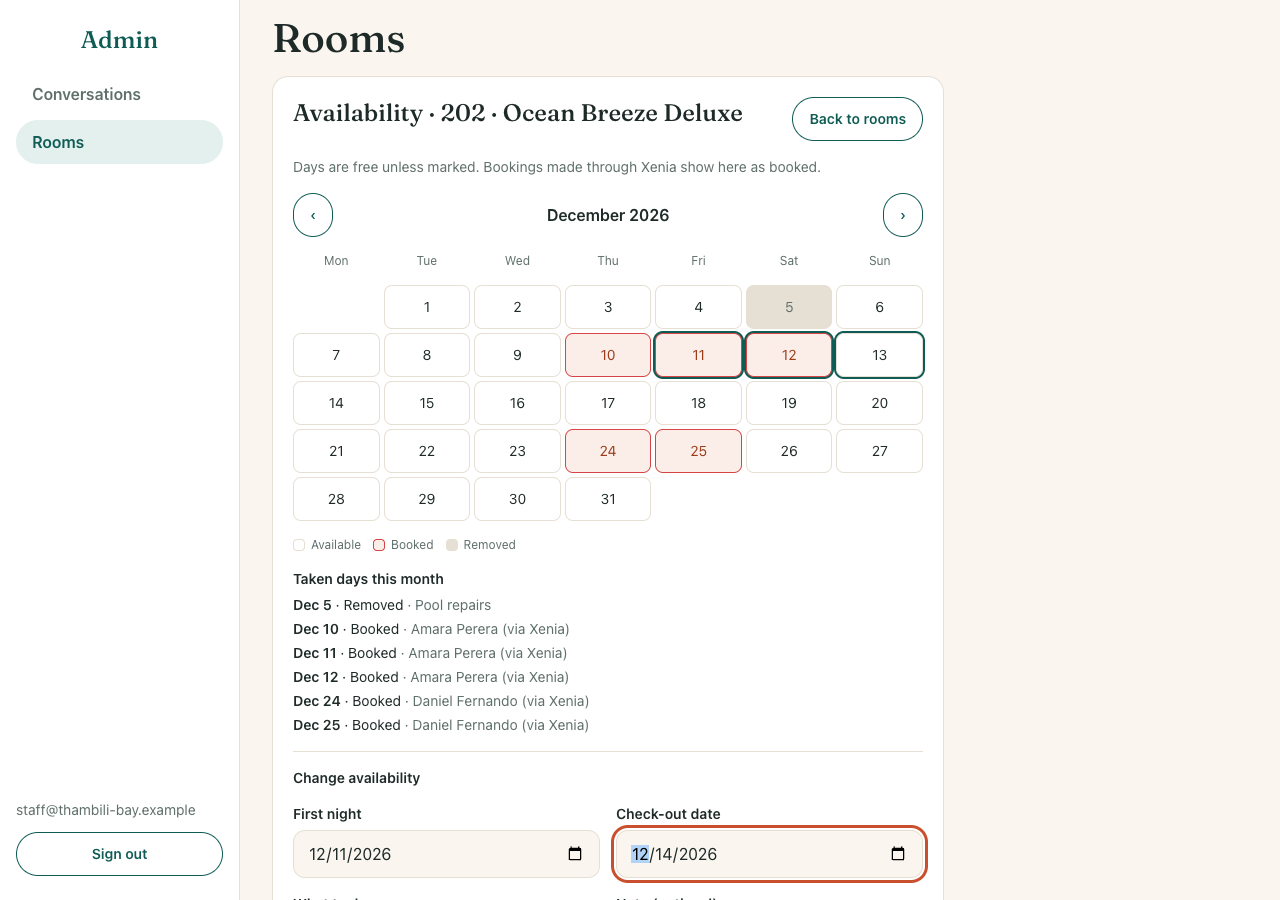 Admin
Conversations
Rooms
staff@thambili-bay.example
Sign out
Rooms
Availability · 202 · Ocean Breeze Deluxe
Back to rooms
Days are free unless marked. Bookings made through Xenia show here as booked.
‹ December 2026 ›
Mon Tue Wed Thu Fri Sat Sun
1 2 3 4 5 6
7 8 9 10 11 12 13
14 15 16 17 18 19 20
21 22 23 24 25 26 27
28 29 30 31
Available Booked Removed
Taken days this month
Dec 5 · Removed · Pool repairs
Dec 10 · Booked · Amara Perera (via Xenia)
Dec 11 · Booked · Amara Perera (via Xenia)
Dec 12 · Booked · Amara Perera (via Xenia)
Dec 24 · Booked · Daniel Fernando (via Xenia)
Dec 25 · Booked · Daniel Fernando (via Xenia)
Change availability
First night Check-out date
12/11/2026 12/14/2026